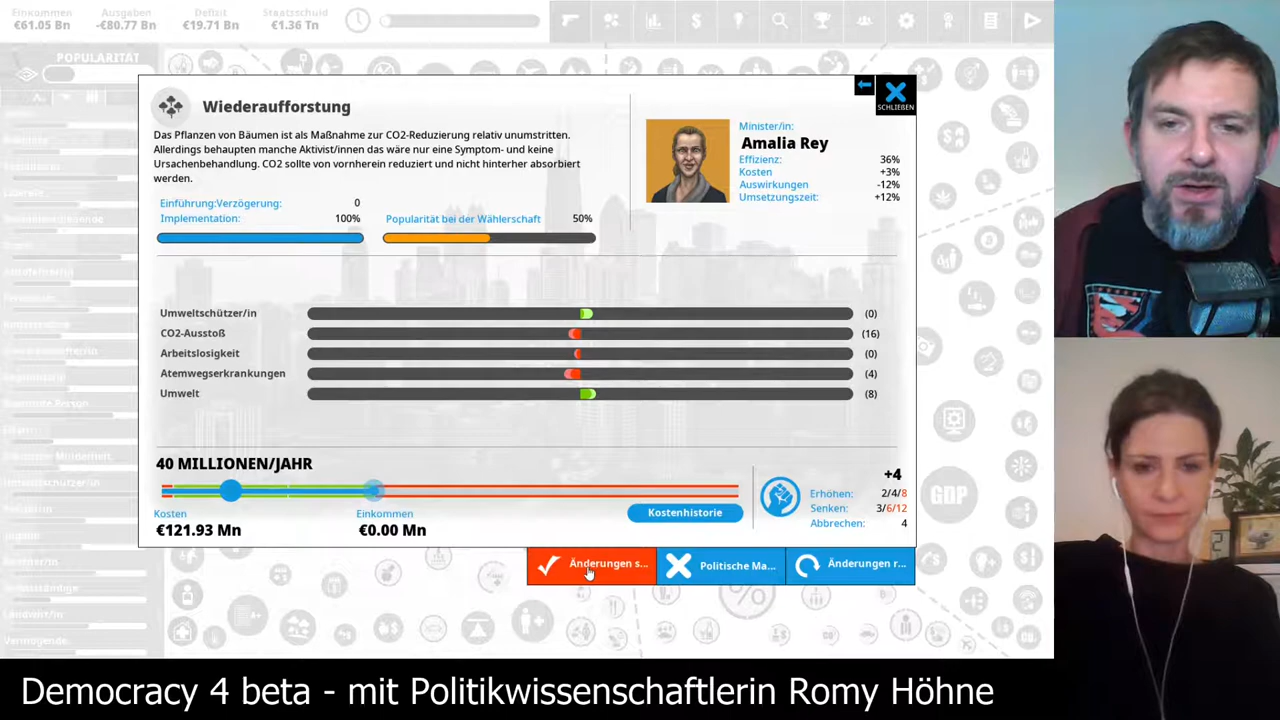 Einkommen
€61.05 Bn
Ausgaben
-€80.77 Bn
Defizit
€19.71 Bn
Staatsschuld
€1.36 Tn
POPULARITÄT
Wiederaufforstung
SCHLIEßEN
Das Pflanzen von Bäumen ist als Maßnahme zur CO2-Reduzierung relativ unumstritten.
Allerdings behaupten manche Aktivist/innen das wäre nur eine Symptom- und keine
Ursachenbehandlung. CO2 sollte von vornherein reduziert und nicht hinterher absorbiert
werden.
Minister/in:
Amalia Rey
Effizienz: 36%
Kosten +3%
Auswirkungen -12%
Umsetzungszeit: +12%
Einführung:Verzögerung: 0
Implementation: 100%
Popularität bei der Wählerschaft 50%
Umweltschützer/in (0)
CO2-Ausstoß (16)
Arbeitslosigkeit (0)
Atemwegserkrankungen (4)
Umwelt (8)
40 MILLIONEN/JAHR
Kosten
€121.93 Mn
Einkommen
€0.00 Mn
Kostenhistorie
+4
Erhöhen: 2/4/8
Senken: 3/6/12
Abbrechen: 4
Änderungen s...
Politische Ma...
Änderungen r...
GDP
Democracy 4 beta - mit Politikwissenschaftlerin Romy Höhne